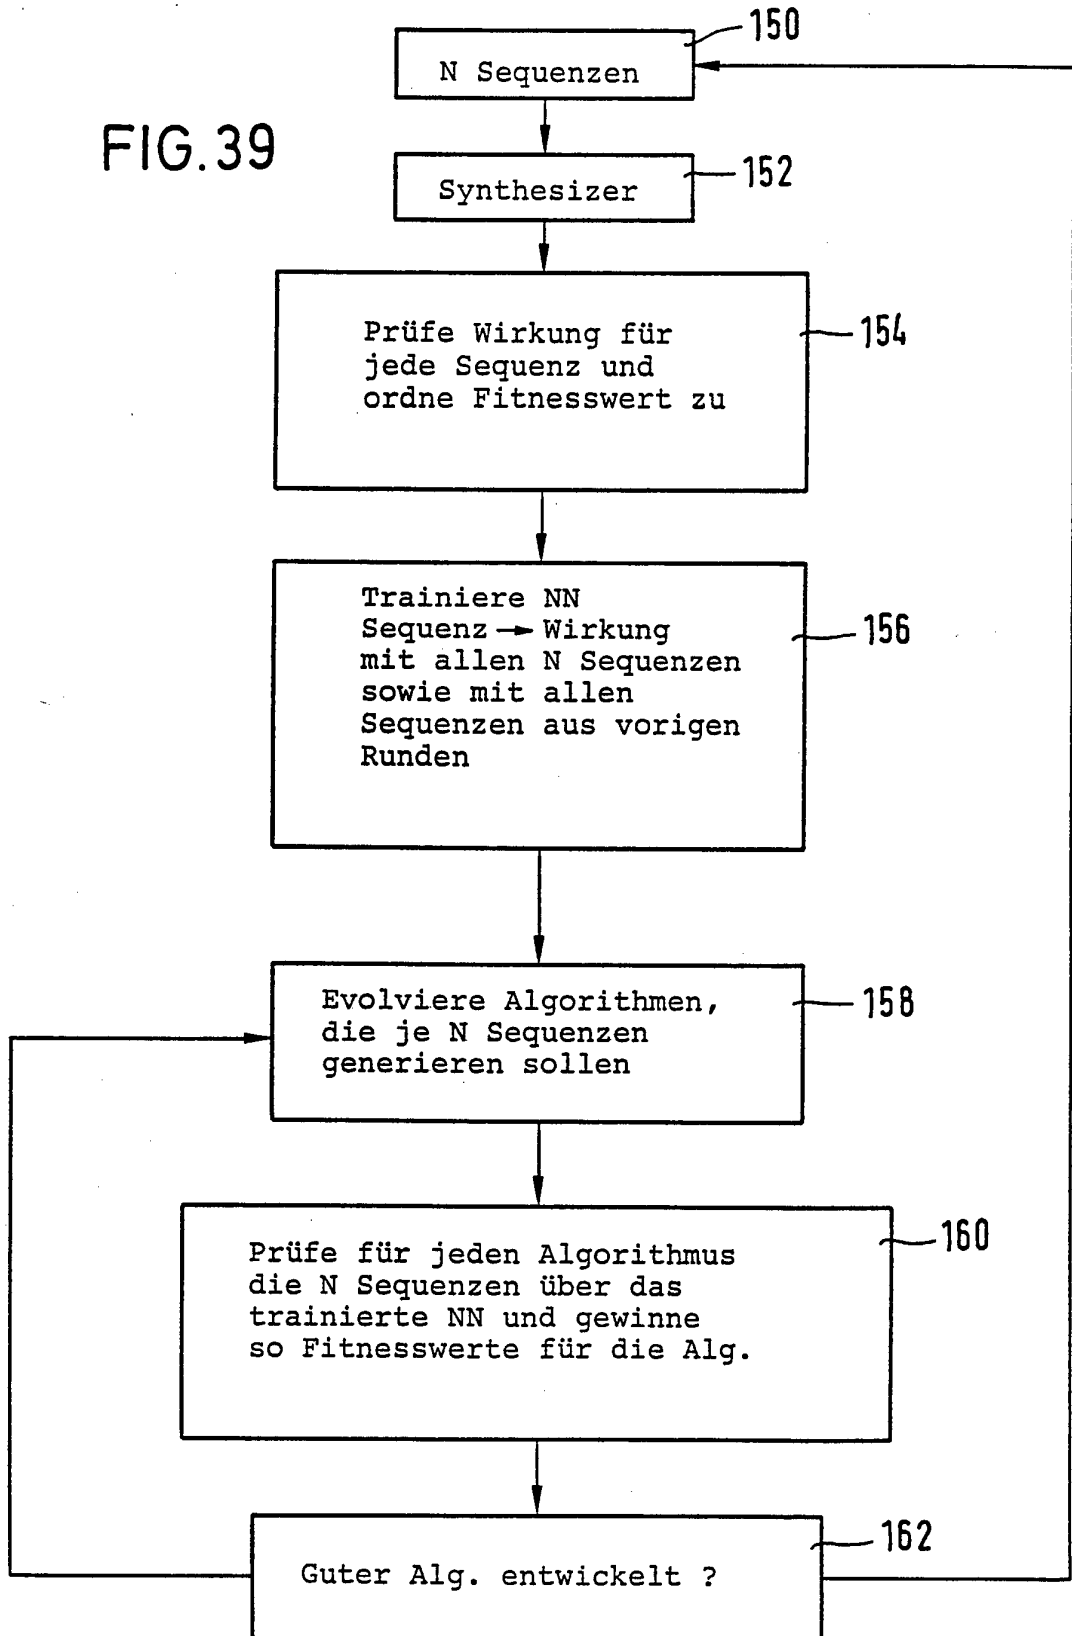 150
N Sequenzen
FIG.39
152
Synthesizer
154
Prüfe Wirkung für
jede Sequenz und
ordne Fitnesswert zu
156
Trainiere NN
Sequenz → Wirkung
mit allen N Sequenzen
sowie mit allen
Sequenzen aus vorigen
Runden
158
Evolviere Algorithmen,
die je N Sequenzen
generieren sollen
160
Prüfe für jeden Algorithmus
die N Sequenzen über das
trainierte NN und gewinne
so Fitnesswerte für die Alg.
162
Guter Alg. entwickelt ?